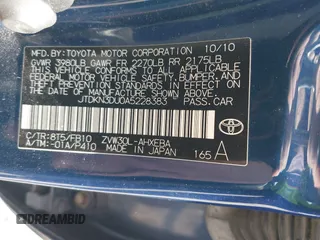 MFD. BY: TOYOTA MOTOR CORPORATION 10/10
GVWR 3980LB GAWR FR 2270LB RR 2175LB
THIS VEHICLE CONFORMS TO ALL APPLICABLE
FEDERAL MOTOR VEHICLE SAFETY, BUMPER, AND
THEFT PREVENTION STANDARDS IN EFFECT ON THE
DATE OF MANUFACTURE SHOWN ABOVE.
JTDKN3DU0A5228383
C/TR: 8T5/FB10 ZVW30L-AHXEBA
A/TM: -01A/P410 MADE IN JAPAN 165 A
TOYOTA
© DREAMBID